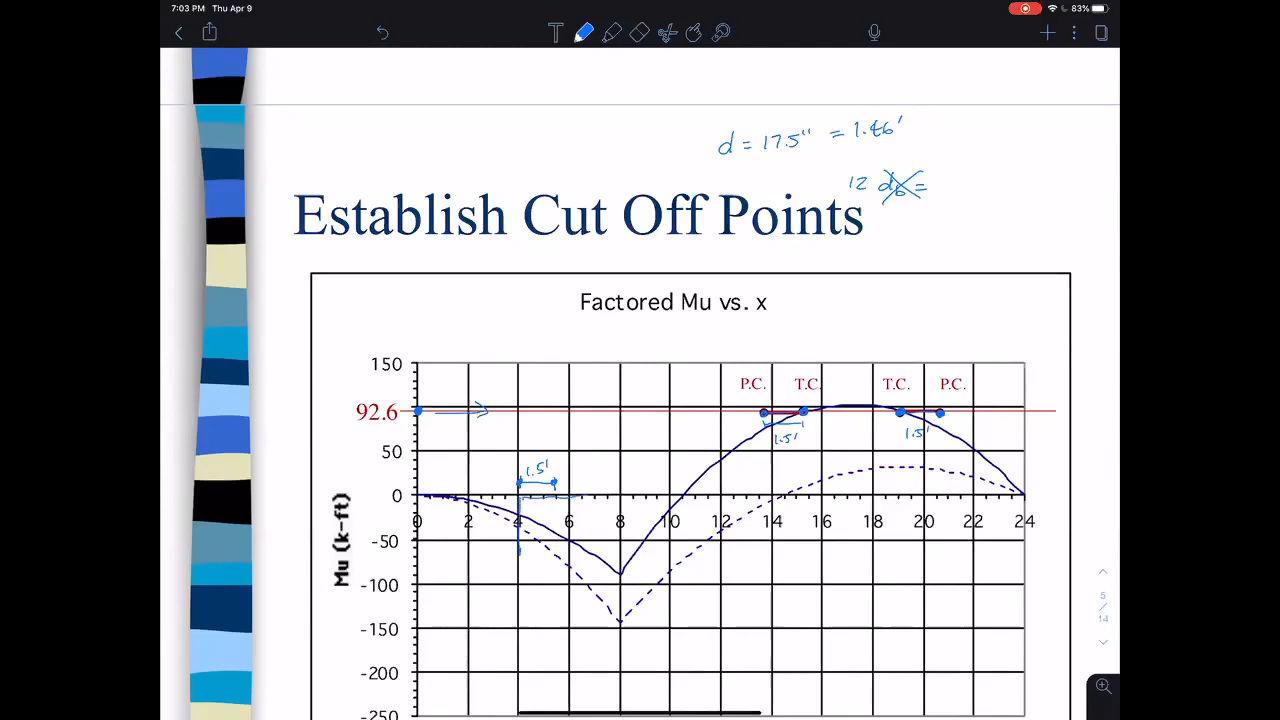 7:03 PM Thu Apr 9
83%
d = 17.5" = 1.46'
12 db =
Establish Cut Off Points
Factored Mu vs. x
150
P.C. T.C. T.C. P.C.
92.6
1.5' 1.5'
50
1.5'
0
0 2 4 6 8 10 12 14 16 18 20 22 24
-50
Mu (k-ft)
-100
-150
-200
-250
5
/
14